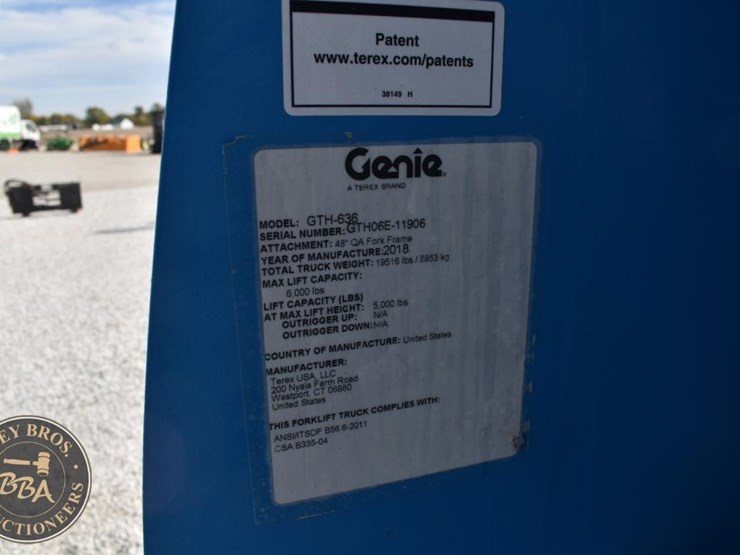 Patent
www.terex.com/patents
38149 H
Genie
A TEREX BRAND
MODEL: GTH-636
SERIAL NUMBER: GTH06E-11906
ATTACHMENT: 48" QA Fork Frame
YEAR OF MANUFACTURE: 2018
TOTAL TRUCK WEIGHT: 19516 lbs / 8853 kg
MAX LIFT CAPACITY:
6,000 lbs
LIFT CAPACITY (LBS)
AT MAX LIFT HEIGHT: 5,000 lbs
OUTRIGGER UP: N/A
OUTRIGGER DOWN: N/A
COUNTRY OF MANUFACTURE: United States
MANUFACTURER:
Terex USA, LLC
200 Nyala Farm Road
Westport, CT 06880
United States
THIS FORKLIFT TRUCK COMPLIES WITH:
ANSI/ITSDF B56.6-2011
CSA B335-04
EY BROS.
BBA
CTIONEERS